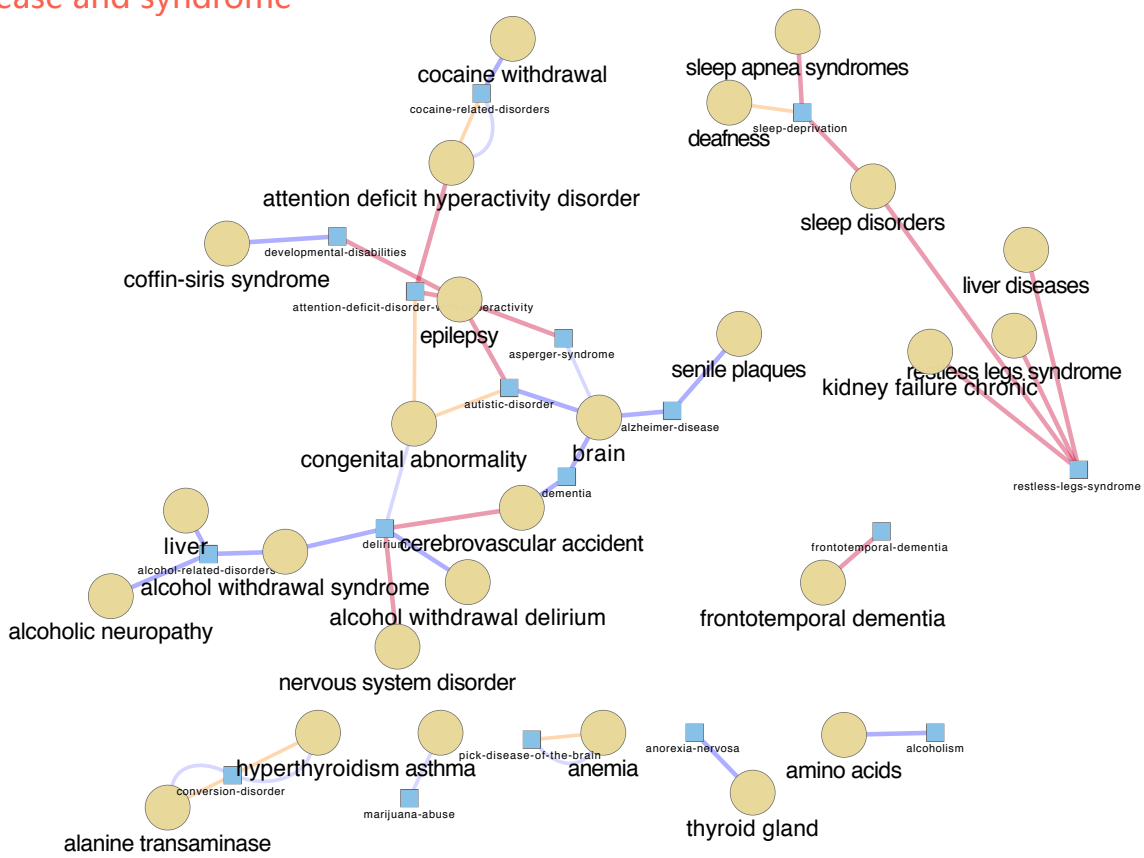 ease and syndrome
cocaine withdrawal
cocaine-related-disorders
sleep apnea syndromes
sleep-deprivation
deafness
attention deficit hyperactivity disorder
sleep disorders
developmental-disabilities
coffin-siris syndrome
liver diseases
attention-deficit-disorder-with-hyperactivity
epilepsy
asperger-syndrome
senile plaques
restless legs syndrome
kidney failure chronic
autistic-disorder
alzheimer-disease
congenital abnormality
brain
restless-legs-syndrome
dementia
liver
delirium
cerebrovascular accident
frontotemporal-dementia
alcohol-related-disorders
alcohol withdrawal syndrome
alcohol withdrawal delirium
frontotemporal dementia
alcoholic neuropathy
nervous system disorder
hyperthyroidism
asthma
pick-disease-of-the-brain
anemia
anorexia-nervosa
alcoholism
amino acids
conversion-disorder
marijuana-abuse
thyroid gland
alanine transaminase